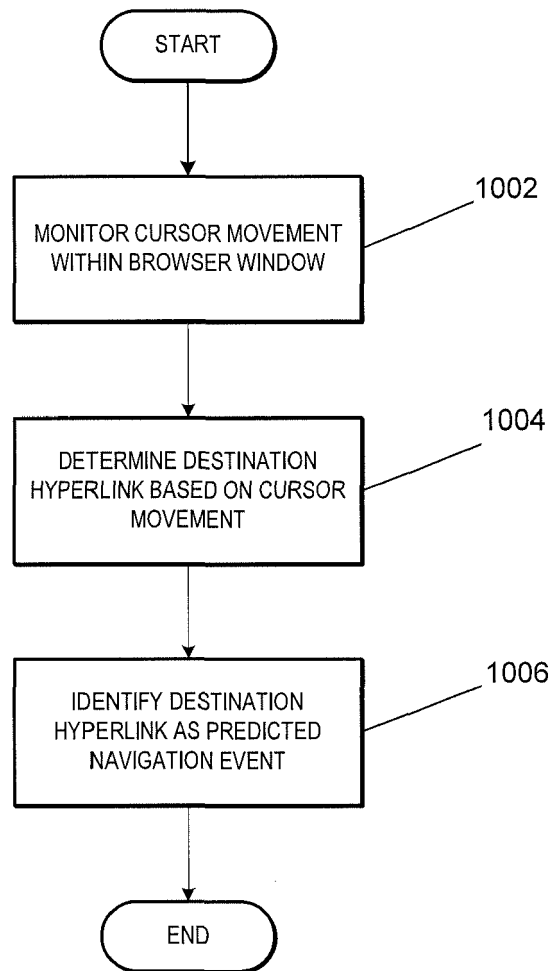 START
1002
MONITOR CURSOR MOVEMENT
WITHIN BROWSER WINDOW
1004
DETERMINE DESTINATION
HYPERLINK BASED ON CURSOR
MOVEMENT
1006
IDENTIFY DESTINATION
HYPERLINK AS PREDICTED
NAVIGATION EVENT
END